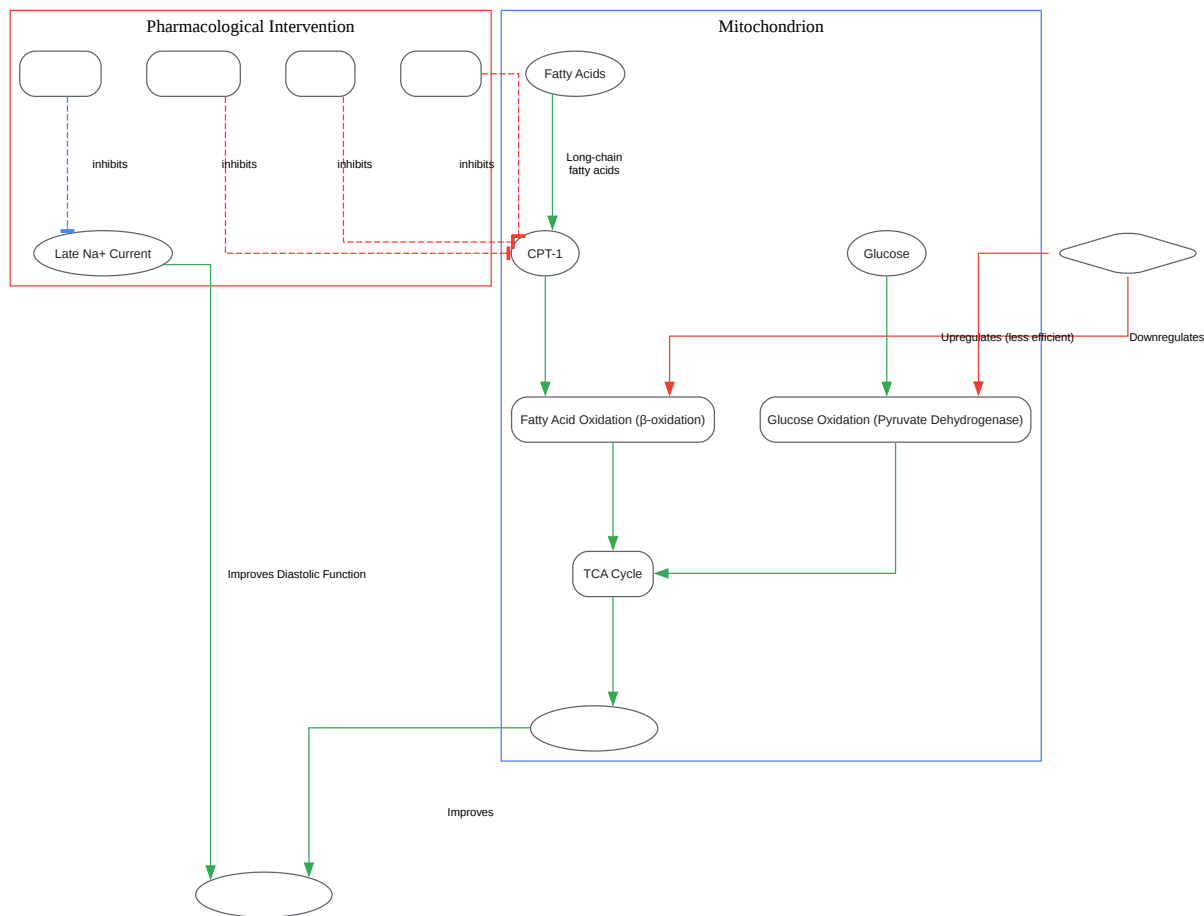 Pharmacological Intervention
Mitochondrion
Fatty Acids
inhibits
inhibits
inhibits
inhibits
Long-chain
fatty acids
Late Na+ Current
CPT-1
Glucose
Upregulates (less efficient)
Downregulates
Fatty Acid Oxidation (β-oxidation)
Glucose Oxidation (Pyruvate Dehydrogenase)
Improves Diastolic Function
TCA Cycle
Improves